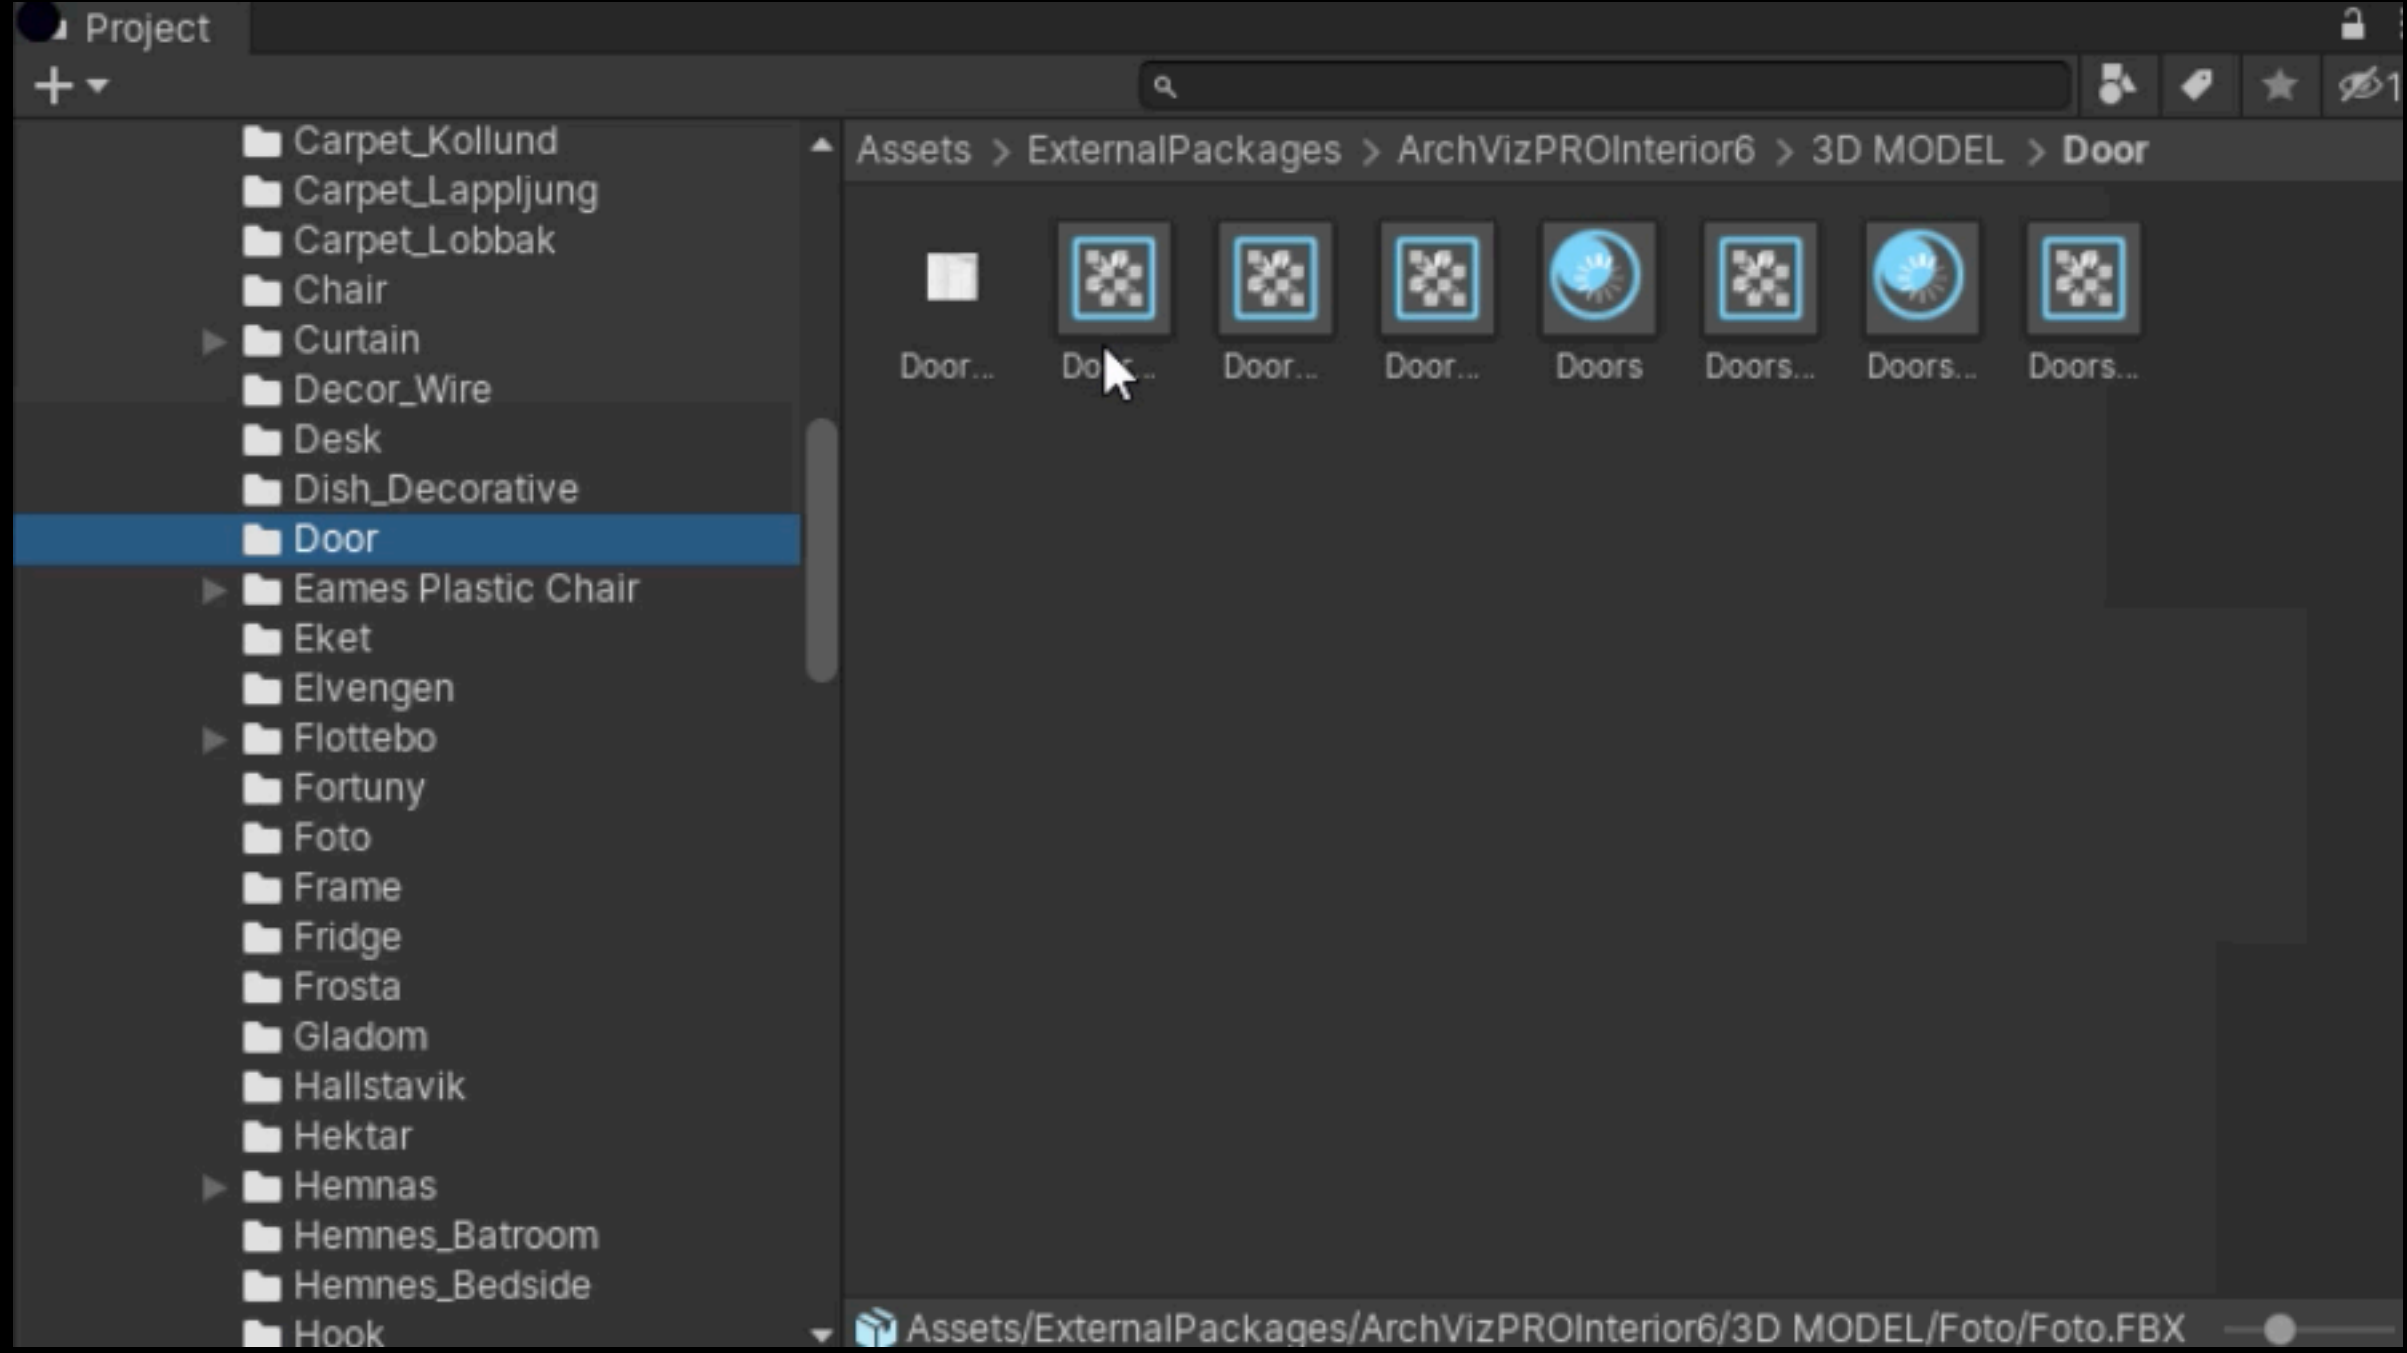 Project
1
Assets > ExternalPackages > ArchVizPROInterior6 > 3D MODEL > Door
Carpet_Kollund
Carpet_Lappljung
Carpet_Lobbak
Chair
Curtain
Decor_Wire
Desk
Dish_Decorative
Door
Eames Plastic Chair
Eket
Elvengen
Flottebo
Fortuny
Foto
Frame
Fridge
Frosta
Gladom
Hallstavik
Hektar
Hemnas
Hemnes_Batroom
Hemnes_Bedside
Hook
Door... Door... Door... Door... Doors Doors... Doors... Doors...
Assets/ExternalPackages/ArchVizPROInterior6/3D MODEL/Foto/Foto.FBX